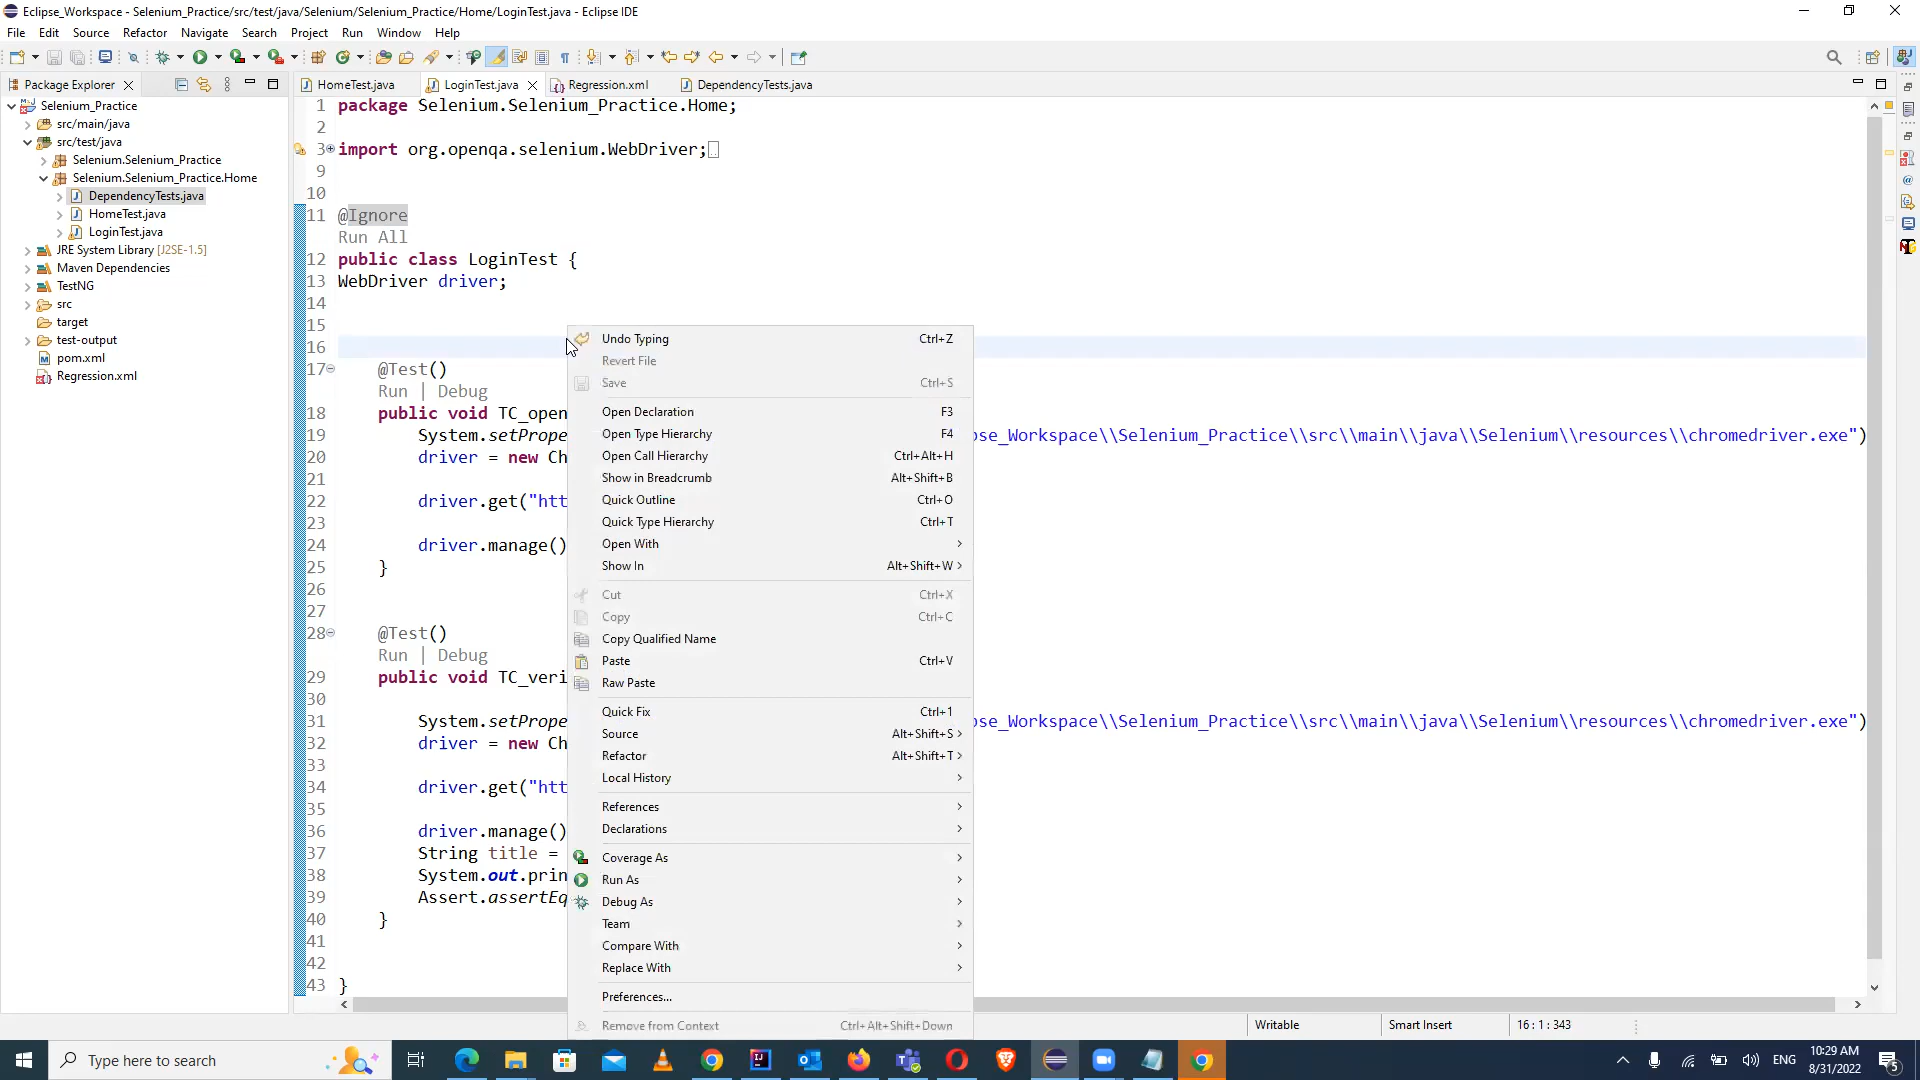 Eclipse_Workspace - Selenium_Practice/src/test/java/Selenium/Selenium_Practice/Home/LoginTest.java - Eclipse IDE
File Edit Source Refactor Navigate Search Project Run Window Help
Package Explorer
HomeTest.java LoginTest.java Regression.xml DependencyTests.java
Selenium_Practice
src/main/java
src/test/java
Selenium.Selenium_Practice
Selenium.Selenium_Practice.Home
DependencyTests.java
HomeTest.java
LoginTest.java
JRE System Library [J2SE-1.5]
Maven Dependencies
TestNG
src
target
test-output
pom.xml
Regression.xml
1 package Selenium.Selenium_Practice.Home;
2
3 import org.openqa.selenium.WebDriver;
9
10
11 @Ignore
Run All
12 public class LoginTest {
13 WebDriver driver;
14
15
16
17 @Test()
Run | Debug
18 public void TC_open
19 System.setPrope pse_Workspace\\Selenium_Practice\\src\\main\\java\\Selenium\\resources\\chromedriver.exe")
20 driver = new Ch
21
22 driver.get("htt
23
24 driver.manage()
25 }
26
27
28 @Test()
Run | Debug
29 public void TC_veri
30
31 System.setPrope pse_Workspace\\Selenium_Practice\\src\\main\\java\\Selenium\\resources\\chromedriver.exe")
32 driver = new Ch
33
34 driver.get("htt
35
36 driver.manage()
37 String title =
38 System.out.prin
39 Assert.assertEq
40 }
41
42
43 }
Undo Typing Ctrl+Z
Revert File
Save Ctrl+S
Open Declaration F3
Open Type Hierarchy F4
Open Call Hierarchy Ctrl+Alt+H
Show in Breadcrumb Alt+Shift+B
Quick Outline Ctrl+O
Quick Type Hierarchy Ctrl+T
Open With
Show In Alt+Shift+W
Cut Ctrl+X
Copy Ctrl+C
Copy Qualified Name
Paste Ctrl+V
Raw Paste
Quick Fix Ctrl+1
Source Alt+Shift+S
Refactor Alt+Shift+T
Local History
References
Declarations
Coverage As
Run As
Debug As
Team
Compare With
Replace With
Preferences...
Remove from Context Ctrl+Alt+Shift+Down
Writable Smart Insert 16 : 1 : 343
Type here to search
ENG
10:29 AM
8/31/2022
5